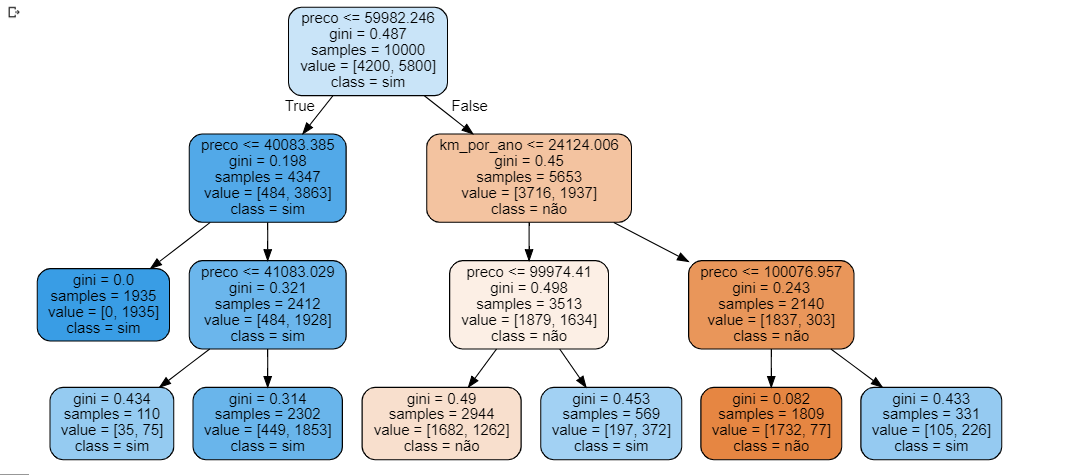 preco <= 59982.246
gini = 0.487
samples = 10000
value = [4200, 5800]
class = sim
True
False
preco <= 40083.385
gini = 0.198
samples = 4347
value = [484, 3863]
class = sim
km_por_ano <= 24124.006
gini = 0.45
samples = 5653
value = [3716, 1937]
class = não
gini = 0.0
samples = 1935
value = [0, 1935]
class = sim
preco <= 41083.029
gini = 0.321
samples = 2412
value = [484, 1928]
class = sim
preco <= 99974.41
gini = 0.498
samples = 3513
value = [1879, 1634]
class = não
preco <= 100076.957
gini = 0.243
samples = 2140
value = [1837, 303]
class = não
gini = 0.434
samples = 110
value = [35, 75]
class = sim
gini = 0.314
samples = 2302
value = [449, 1853]
class = sim
gini = 0.49
samples = 2944
value = [1682, 1262]
class = não
gini = 0.453
samples = 569
value = [197, 372]
class = sim
gini = 0.082
samples = 1809
value = [1732, 77]
class = não
gini = 0.433
samples = 331
value = [105, 226]
class = sim